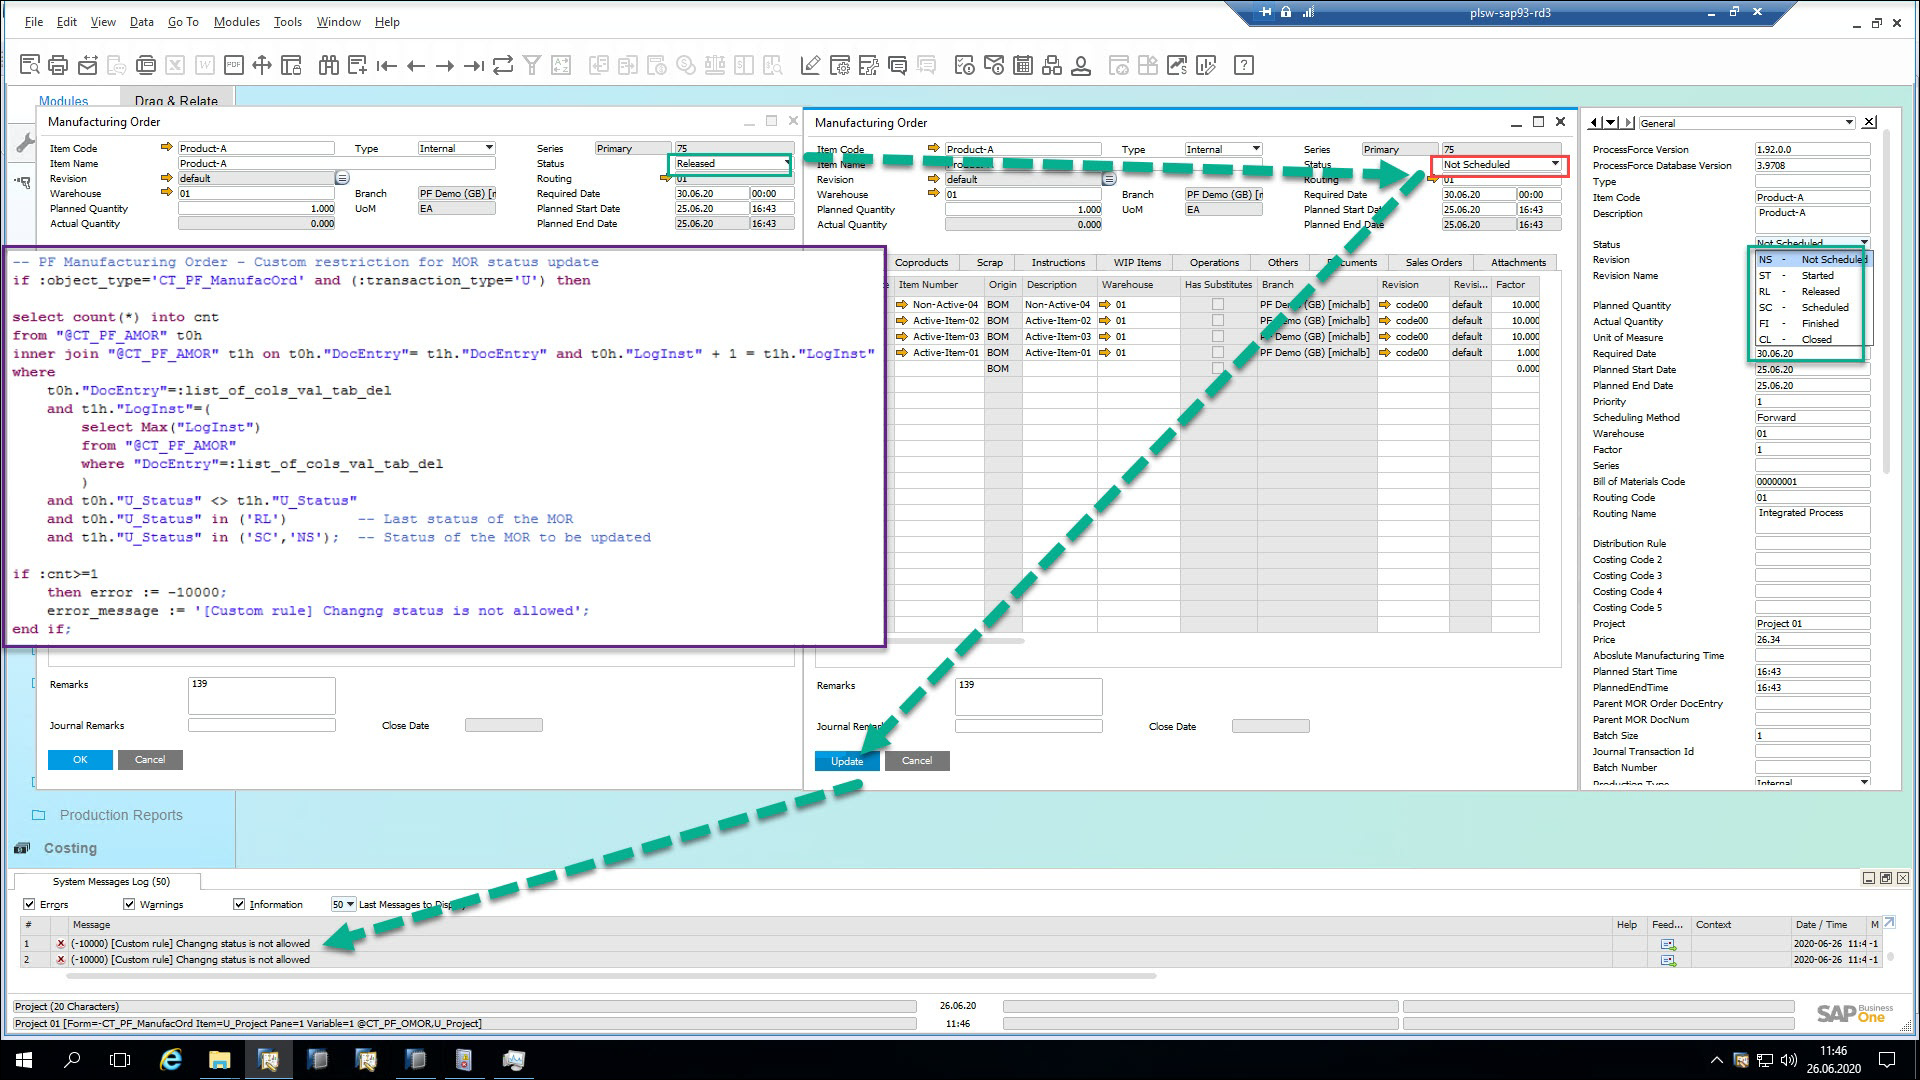 plsw-sap93-rd3
File Edit View Data Go To Modules Tools Window Help
Modules Drag & Relate
Manufacturing Order
Item Code Product-A Type Internal Series Primary 75
Item Name Product-A Status Released
Revision default Routing 01
Warehouse 01 Branch PF Demo (GB) Required Date 30.06.20 00:00
Planned Quantity 1.000 UoM EA Planned Start Date 25.06.20 16:43
Actual Quantity 0.000 Planned End Date 25.06.20 16:43
-- PF Manufacturing Order - Custom restriction for MOR status update
if :object_type='CT_PF_ManufacOrd' and (:transaction_type='U') then
select count(*) into cnt
from "@CT_PF_AMOR" t0h
inner join "@CT_PF_AMOR" t1h on t0h."DocEntry"= t1h."DocEntry" and t0h."LogInst" + 1 = t1h."LogInst"
where
t0h."DocEntry"=:list_of_cols_val_tab_del
and t1h."LogInst"=(
select Max("LogInst")
from "@CT_PF_AMOR"
where "DocEntry"=:list_of_cols_val_tab_del
)
and t0h."U_Status" <> t1h."U_Status"
and t0h."U_Status" in ('RL') -- Last status of the MOR
and t1h."U_Status" in ('SC','NS'); -- Status of the MOR to be updated
if :cnt>=1
then error := -10000;
error_message := '[Custom rule] Changng status is not allowed';
end if;
Remarks 139
Journal Remarks Close Date
OK Cancel
Manufacturing Order
Item Code Product-A Type Internal Series Primary 75
Item Name Status Not Scheduled
Revision default Routing 01
Warehouse 01 Branch PF Demo (GB) Required Date 30.06.20 00:00
Planned Quantity 1.000 UoM EA Planned Start Date 25.06.20 16:43
Actual Quantity 0.000 Planned End Date 25.06.20 16:43
Coproducts Scrap Instructions WIP Items Operations Others Documents Sales Orders Attachments
Item Number Origin Description Warehouse Has Substitutes Branch Revision Revisi... Factor
Non-Active-04 BOM Non-Active-04 01 PF Demo (GB) [michalb] code00 default 10.000
Active-Item-02 BOM Active-Item-02 01 PF Demo (GB) [michalb] code00 default 10.000
Active-Item-03 BOM Active-Item-03 01 PF Demo (GB) [michalb] code00 default 10.000
Active-Item-01 BOM Active-Item-01 01 PF Demo (GB) [michalb] code00 default 1.000
BOM 0.000
Remarks 139
Journal Remarks Close Date
Update Cancel
General
ProcessForce Version 1.92.0.0
ProcessForce Database Version 3.9708
Type
Item Code Product-A
Description Product-A
Status Not Scheduled
Revision NS - Not Scheduled
Revision Name ST - Started
RL - Released
Planned Quantity SC - Scheduled
Actual Quantity FI - Finished
Unit of Measure CL - Closed
Required Date 30.06.20
Planned Start Date 25.06.20
Planned End Date 25.06.20
Priority 1
Scheduling Method Forward
Warehouse 01
Factor 1
Series
Bill of Materials Code 00000001
Routing Code 01
Routing Name Integrated Process
Distribution Rule
Costing Code 2
Costing Code 3
Costing Code 4
Costing Code 5
Project Project 01
Price 26.34
Absolute Manufacturing Time
Planned Start Time 16:43
PlannedEndTime 16:43
Parent MOR Order DocEntry
Parent MOR DocNum
Batch Size 1
Journal Transaction Id
Batch Number
Production Type Internal
Production Reports
Costing
System Messages Log (50)
Errors Warnings Information 50 Last Messages to Display
# Message Help Feed... Context Date / Time M
1 (-10000) [Custom rule] Changng status is not allowed 2020-06-26 11:4 -1
2 (-10000) [Custom rule] Changng status is not allowed 2020-06-26 11:4 -1
Project (20 Characters) 26.06.20
Project 01 [Form=-CT_PF_ManufacOrd Item=U_Project Pane=1 Variable=1 @CT_PF_OMOR,U_Project] 11:46
SAP Business One
11:46
26.06.2020